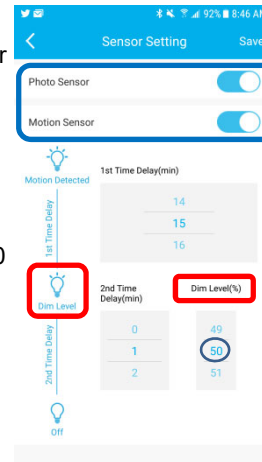 92% 8:46 AM
Sensor Setting Save
r
Photo Sensor
Motion Sensor
Motion Detected
1st Time Delay(min)
1st Time Delay
14
15
16
0
Dim Level
2nd Time
Delay(min)
Dim Level(%)
2nd Time Delay
0 49
1 50
2 51
Off